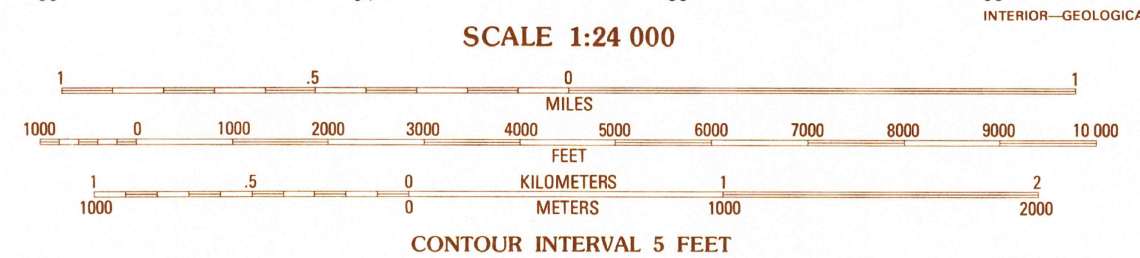 INTERIOR—GEOLOGICA
SCALE 1:24 000
1 .5 0 1
MILES
1000 0 1000 2000 3000 4000 5000 6000 7000 8000 9000 10 000
FEET
1 .5 0 KILOMETERS 1 2
1000 0 METERS 1000 2000
CONTOUR INTERVAL 5 FEET